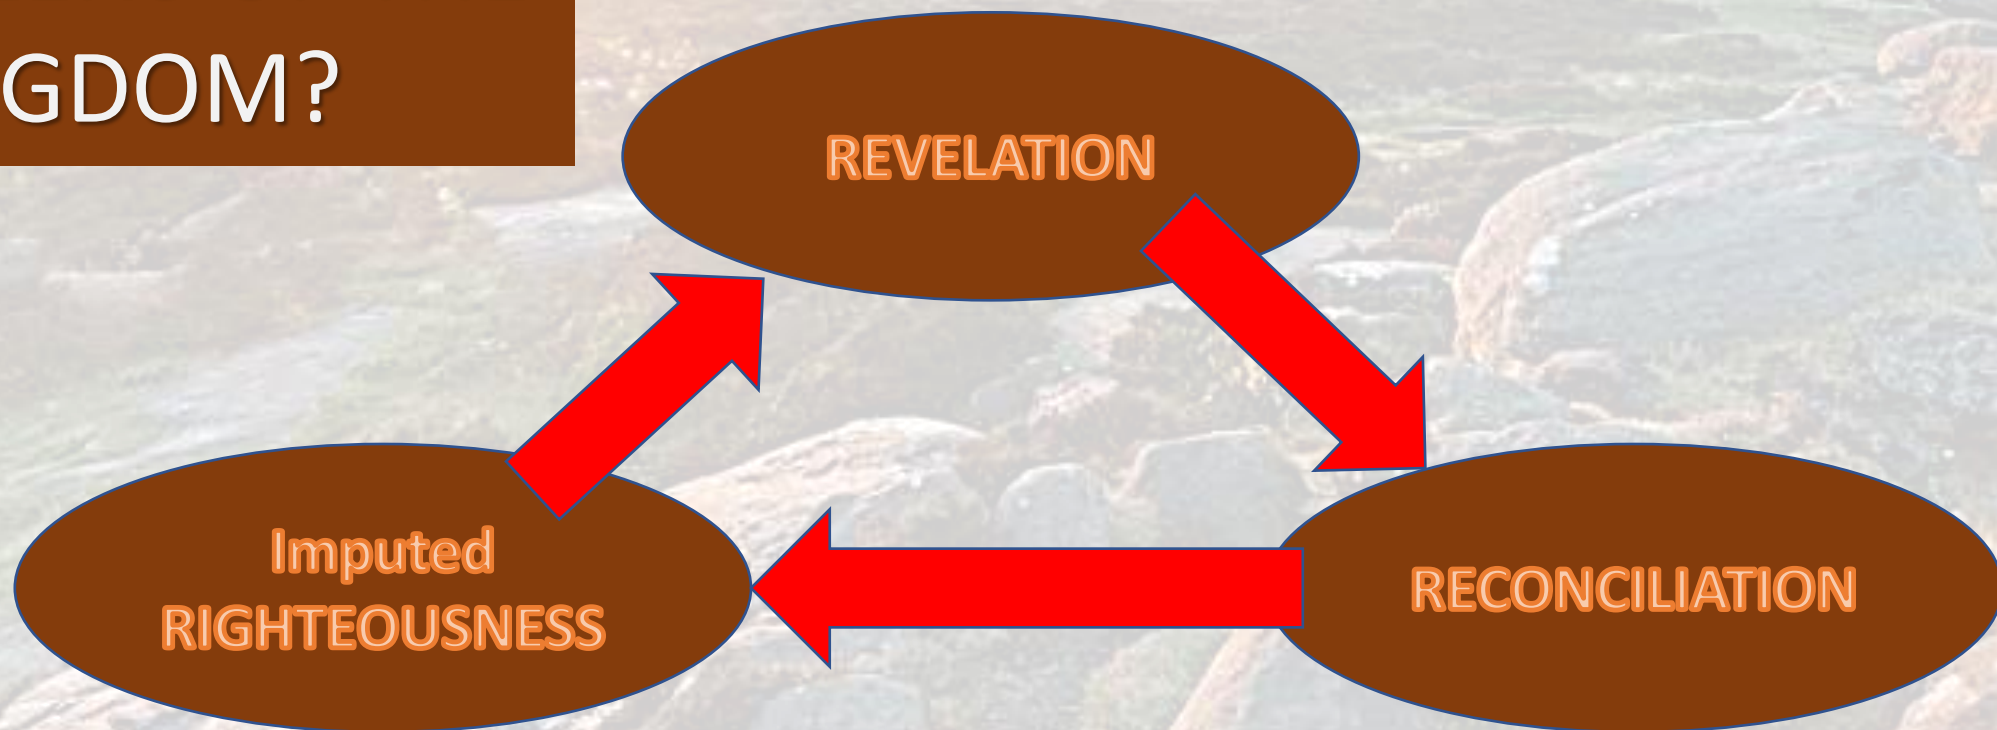 GDOM?
REVELATION
Imputed
RIGHTEOUSNESS
RECONCILIATION